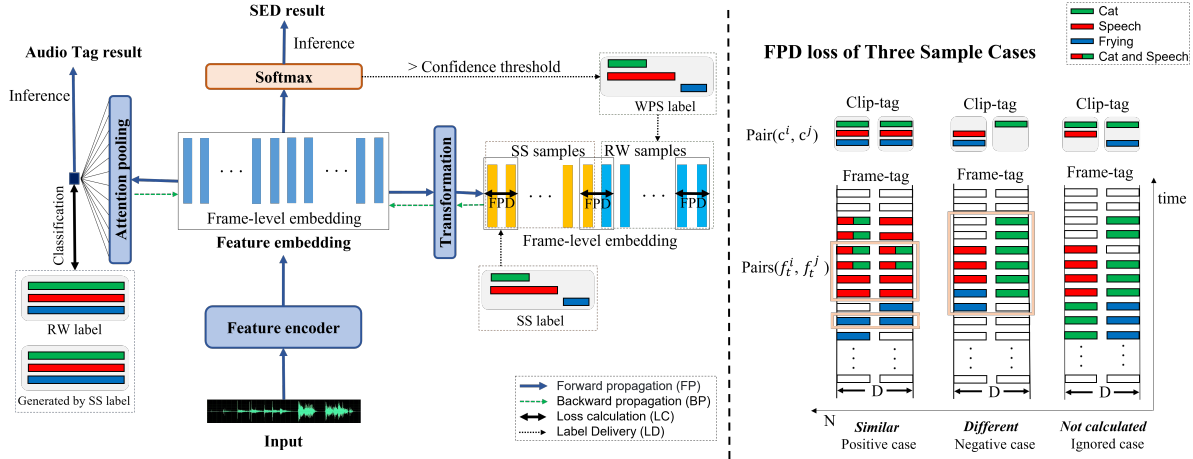 SED result
Inference
Audio Tag result
Inference
Softmax
> Confidence threshold
WPS label
Attention pooling
Classification
Frame-level embedding
Feature embedding
Transformation
SS samples
RW samples
FPD
FPD
FPD
Frame-level embedding
SS label
RW label
Generated by SS label
Feature encoder
Input
Forward propagation (FP)
Backward propagation (BP)
Loss calculation (LC)
Label Delivery (LD)
Cat
Speech
Frying
Cat and Speech
FPD loss of Three Sample Cases
Clip-tag
Clip-tag
Clip-tag
Pair(cⁱ, cʲ)
Frame-tag
Frame-tag
Frame-tag
time
Pairs(fₜⁱ, fₜʲ)
D
D
D
N
Similar
Positive case
Different
Negative case
Not calculated
Ignored case